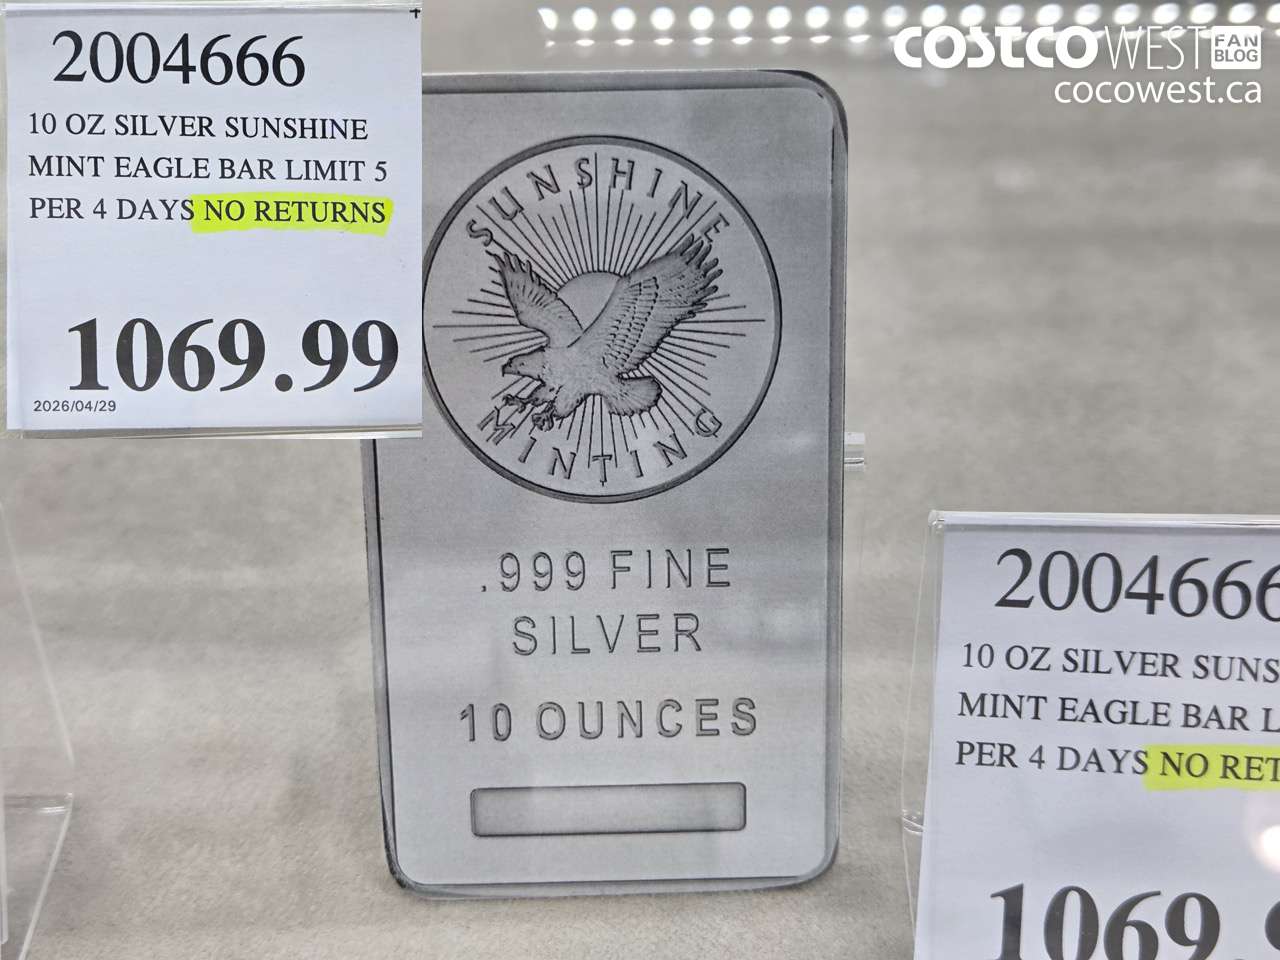 2004666
10 OZ SILVER SUNSHINE
MINT EAGLE BAR LIMIT 5
PER 4 DAYS NO RETURNS
1069.99
2026/04/29
COSTCO WEST FAN BLOG
cocowest.ca
SUNSHINE
MINTING
.999 FINE
SILVER
10 OUNCES
2004666
10 OZ SILVER SUNS
MINT EAGLE BAR L
PER 4 DAYS NO RET
1069.9